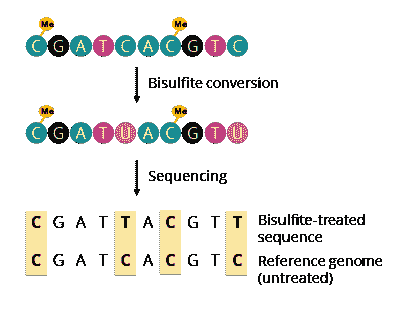 Me Me
C G A T C A C G T C
Bisulfite conversion
Me Me
C G A T U A C G T U
Sequencing
C G A T T A C G T T Bisulfite-treated
sequence
C G A T C A C G T C Reference genome
(untreated)